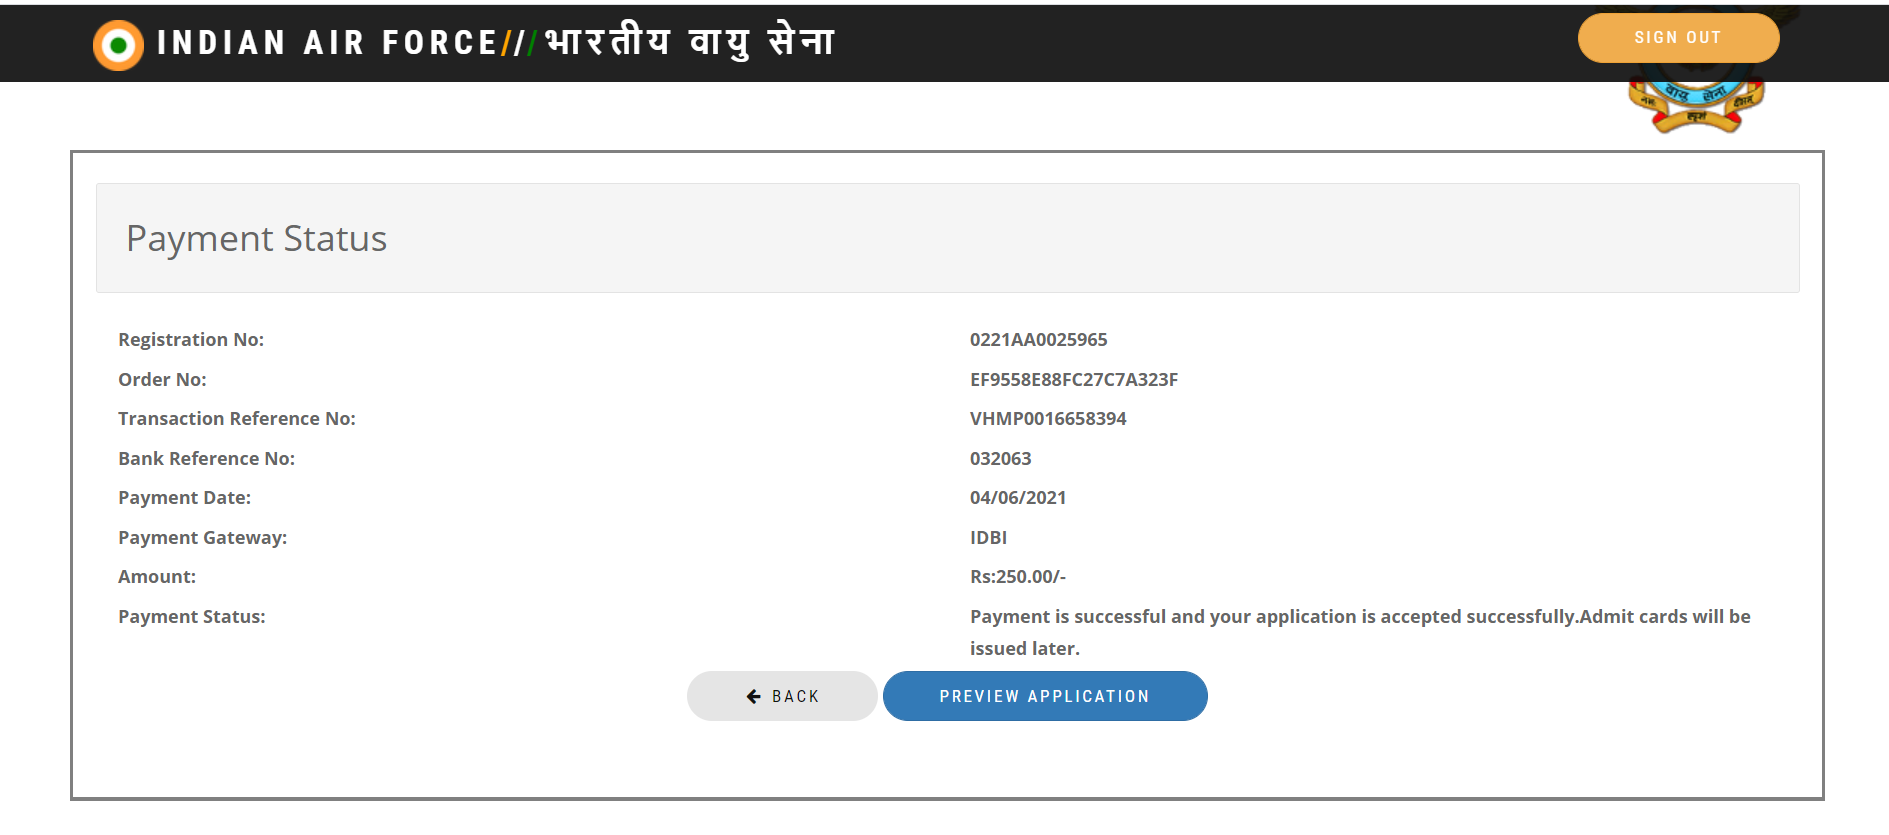 INDIAN AIR FORCE///भारतीय वायु सेना
SIGN OUT
वायु सेना
नभः स्पृशं दीप्तम्
Payment Status
Registration No: 0221AA0025965
Order No: EF9558E88FC27C7A323F
Transaction Reference No: VHMP0016658394
Bank Reference No: 032063
Payment Date: 04/06/2021
Payment Gateway: IDBI
Amount: Rs:250.00/-
Payment Status: Payment is successful and your application is accepted successfully.Admit cards will be
issued later.
BACK
PREVIEW APPLICATION